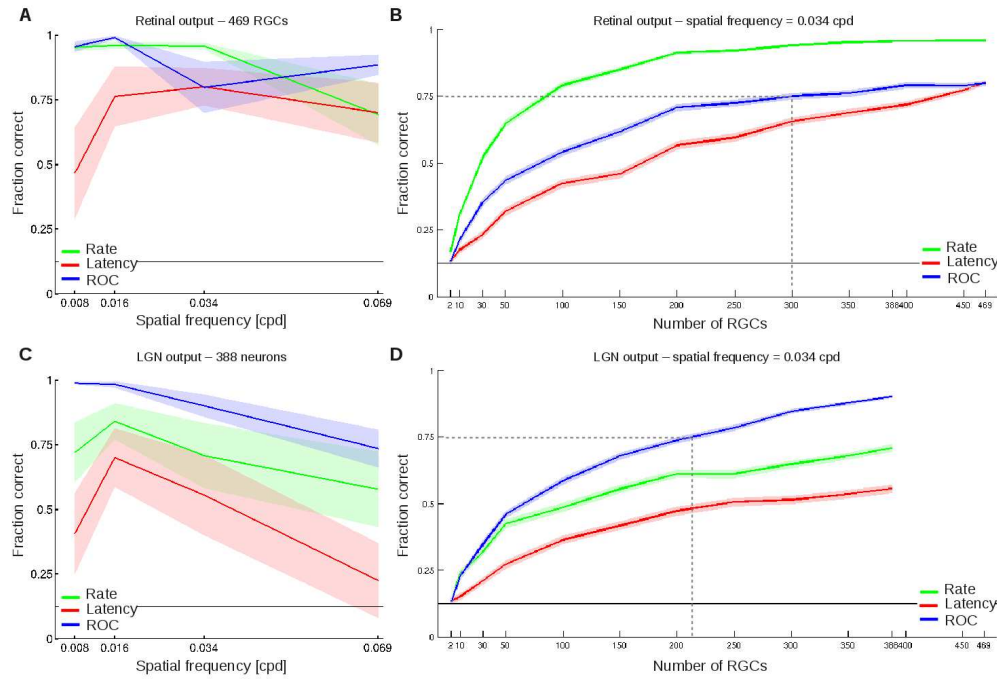 A
Retinal output – 469 RGCs
Fraction correct
1
0.75
0.5
0.25
0
Rate
Latency
ROC
0.008
0.016
0.034
0.069
Spatial frequency [cpd]
B
Retinal output – spatial frequency = 0.034 cpd
Fraction correct
1
0.75
0.5
0.25
0
Rate
Latency
ROC
2 10 30 50 100 150 200 250 300 350 388 400 450 469
Number of RGCs
C
LGN output – 388 neurons
Fraction correct
1
0.75
0.5
0.25
0
Rate
Latency
ROC
0.008
0.016
0.034
0.069
Spatial frequency [cpd]
D
LGN output – spatial frequency = 0.034 cpd
Fraction correct
1
0.75
0.5
0.25
0
Rate
Latency
ROC
2 10 30 50 100 150 200 250 300 350 388 400 450 469
Number of RGCs